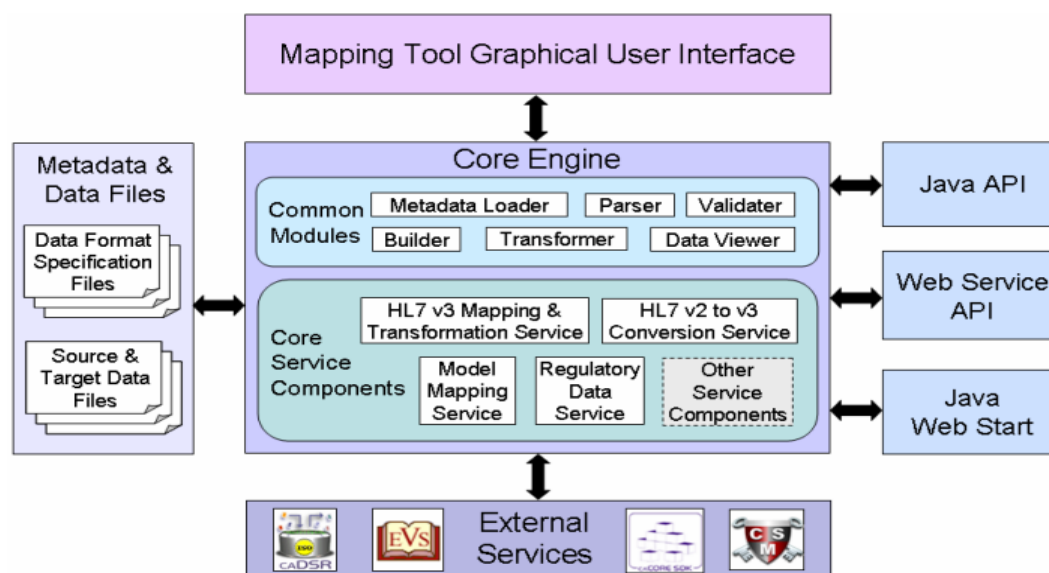 Mapping Tool Graphical User Interface
Metadata &
Data Files
Data Format
Specification
Files
Source &
Target Data
Files
Core Engine
Common
Modules
Metadata Loader
Parser
Validater
Builder
Transformer
Data Viewer
Core
Service
Components
HL7 v3 Mapping &
Transformation Service
HL7 v2 to v3
Conversion Service
Model
Mapping
Service
Regulatory
Data
Service
Other
Service
Components
Java API
Web Service
API
Java
Web Start
External
Services
ISO
caDSR
EVS
caCORE SDK
CSM